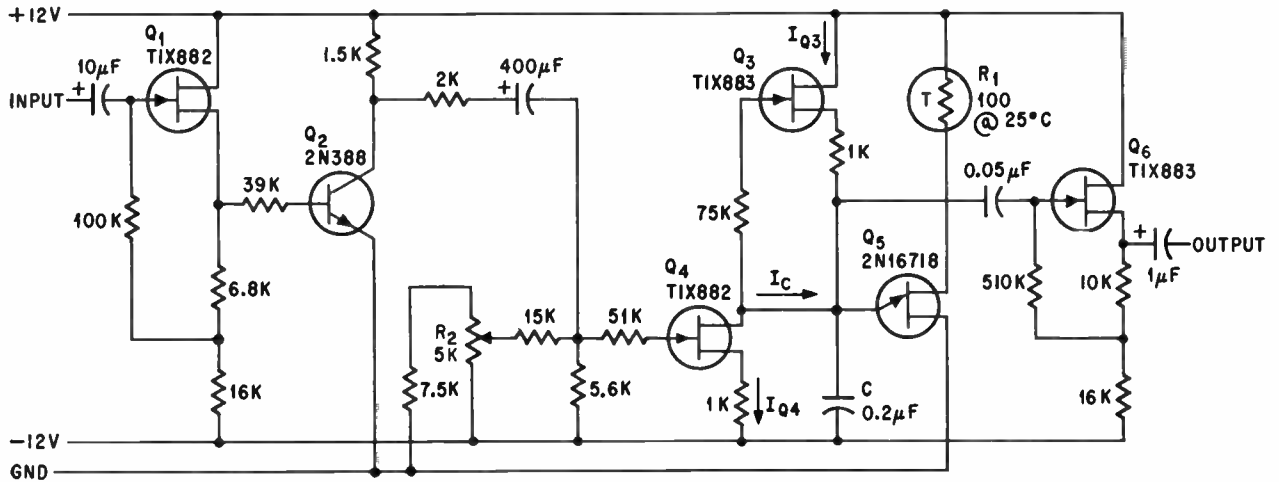 +12V
Q1
TIX882
10µF
+
INPUT
100K
6.8K
16K
39K
Q2
2N388
1.5K
2K
+
400µF
R2
5K
7.5K
15K
51K
5.6K
Q3
TIX883
IQ3
1K
75K
Q4
TIX882
IC
1K
IQ4
C
0.2µF
T
R1
100
@ 25°C
Q5
2N16718
0.05µF
Q6
TIX883
510K
10K
+
1µF
OUTPUT
16K
-12V
GND